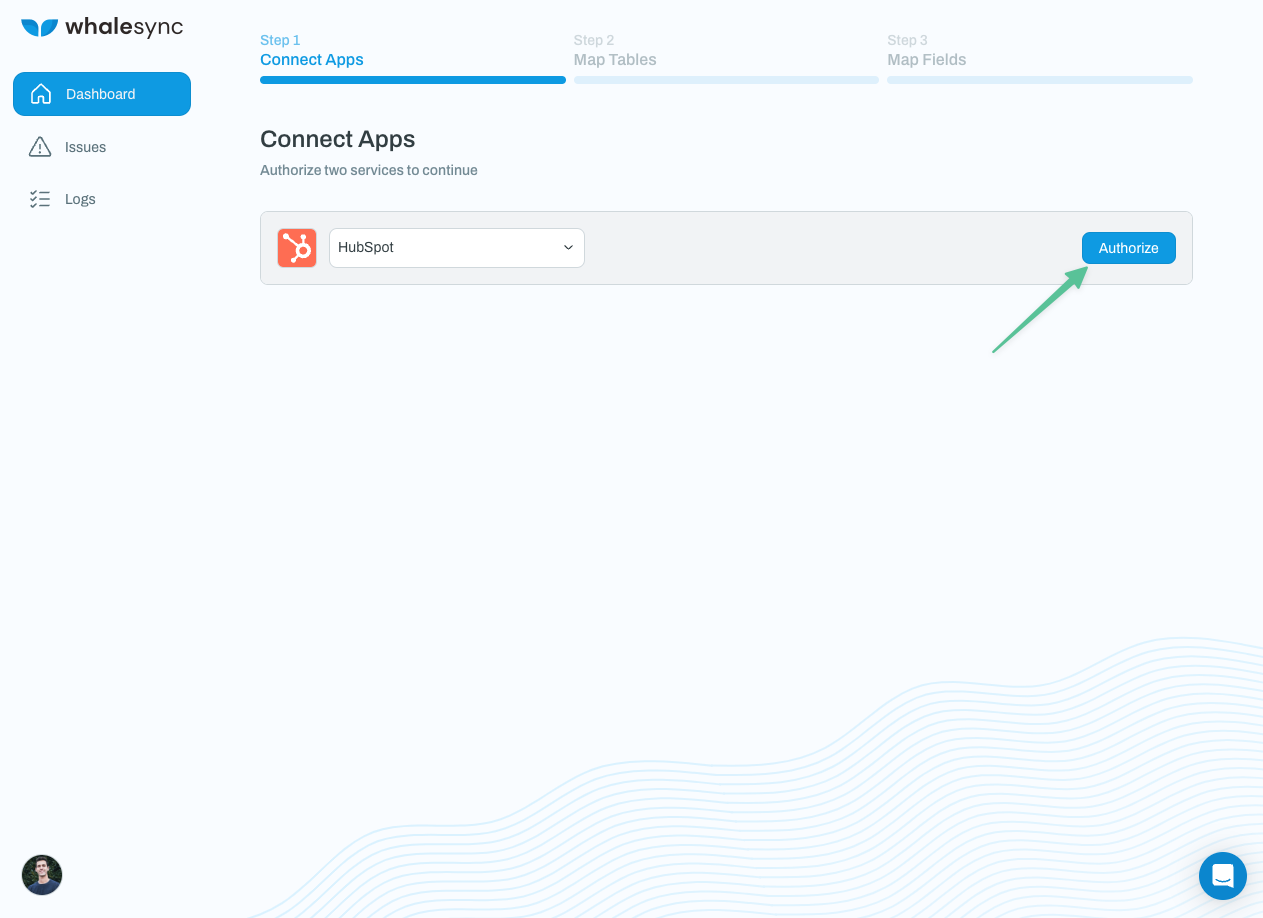 whalesync
Dashboard
Issues
Logs
Step 1
Connect Apps
Step 2
Map Tables
Step 3
Map Fields
Connect Apps
Authorize two services to continue
HubSpot
Authorize